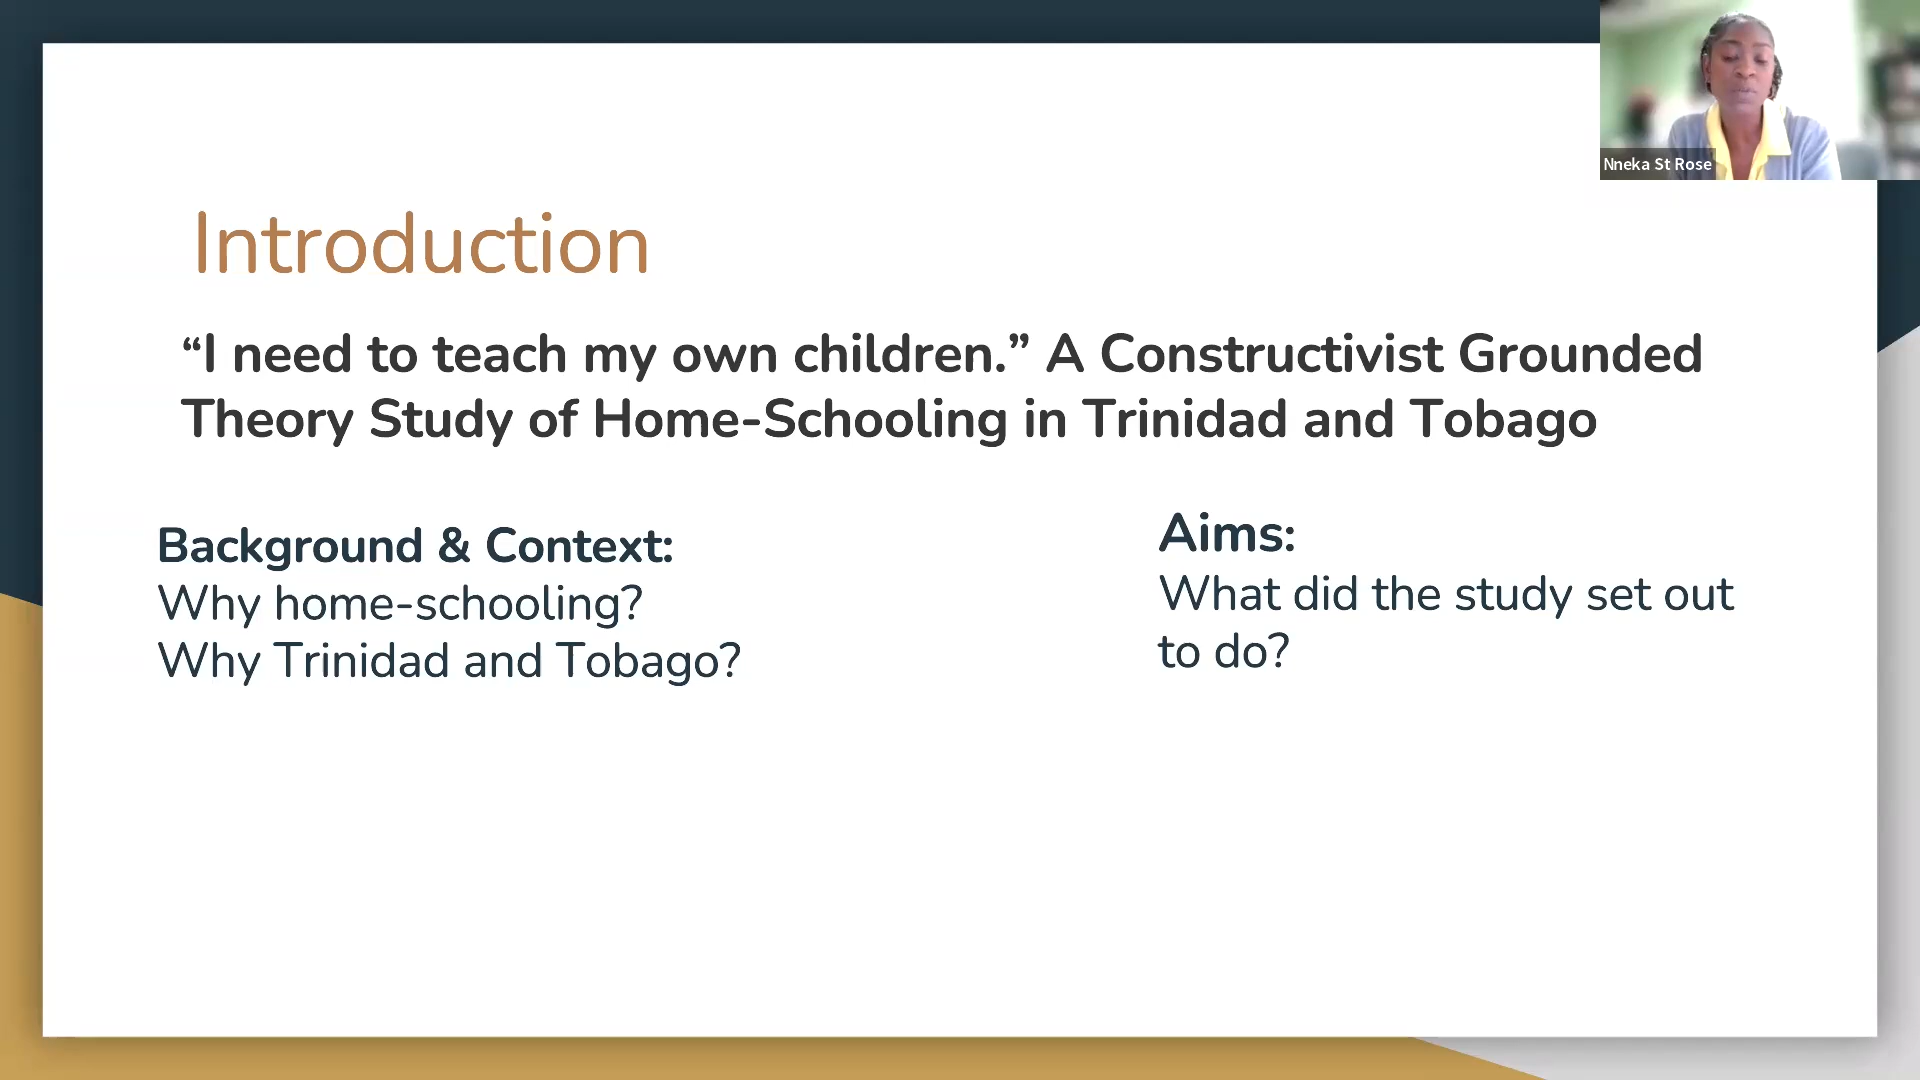 Nneka St Rose
Introduction
“I need to teach my own children.” A Constructivist Grounded
Theory Study of Home-Schooling in Trinidad and Tobago
Background & Context:
Why home-schooling?
Why Trinidad and Tobago?
Aims:
What did the study set out
to do?